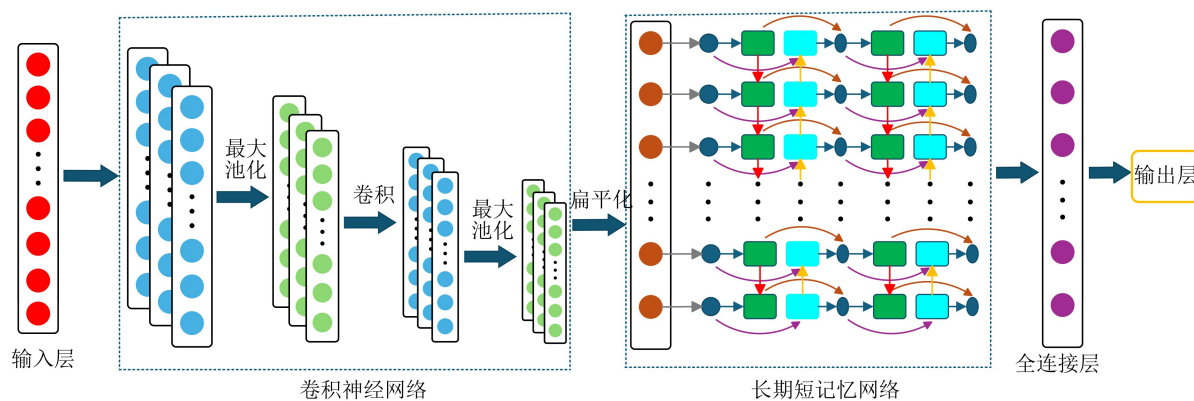 输入层
最大
池化
卷积
最大
池化
扁平化
卷积神经网络
长期短记忆网络
全连接层
输出层